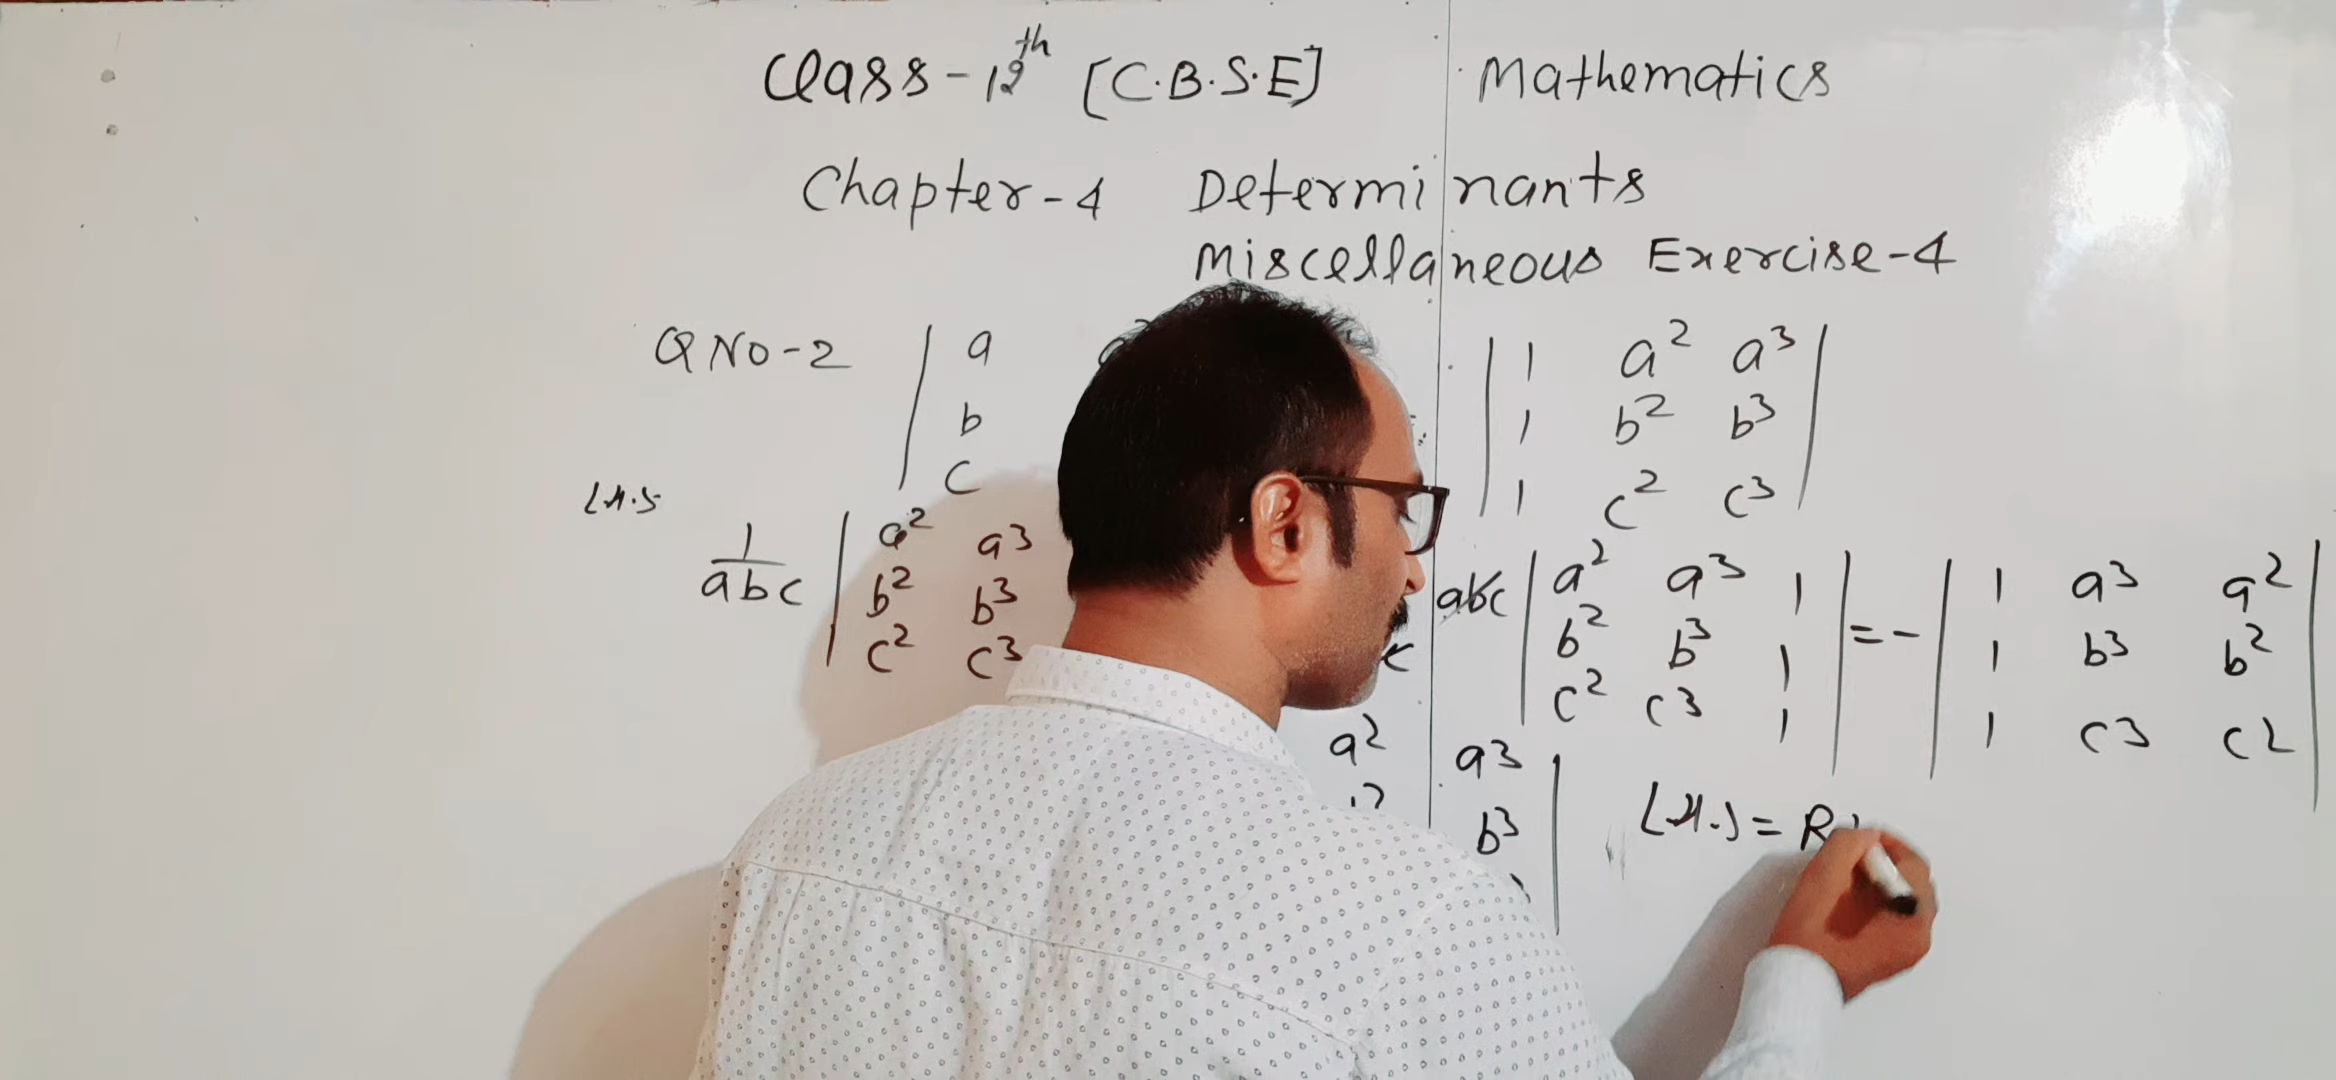 Class-12th [C.B.S.E] Mathematics
Chapter-4 Determinants
Miscellaneous Exercise-4
Q NO-2 | a | 1 a² a³ |
b | 1 b² b³
c | 1 c² c³
L.H.S
1/abc | a² a³ abc | a² a³ 1 | = - | 1 a³ a² |
b² b³ b² b³ 1 1 b³ b²
c² c³ c² c³ 1 1 c³ c²
a² a³ |
b³ L.H.S = R